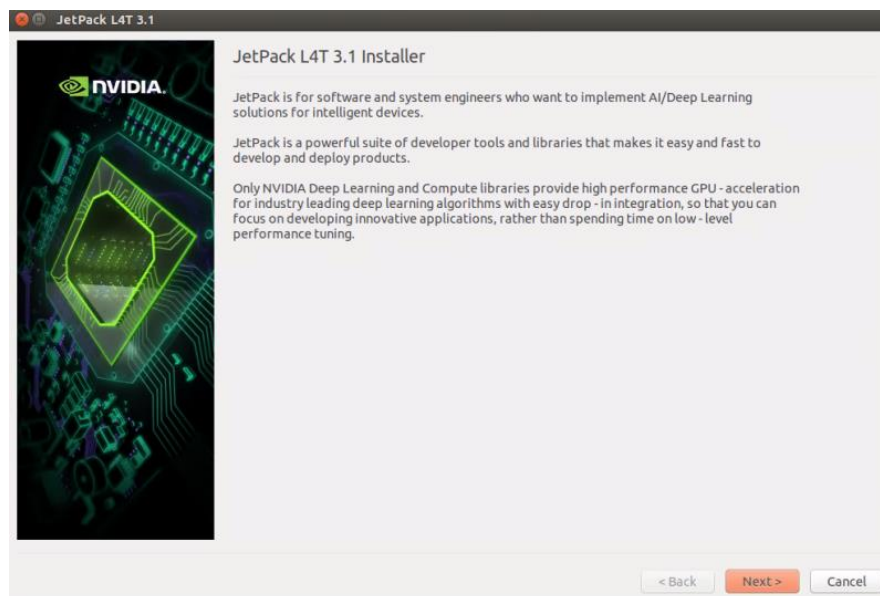 JetPack L4T 3.1
NVIDIA.
JetPack L4T 3.1 Installer
JetPack is for software and system engineers who want to implement AI/Deep Learning
solutions for intelligent devices.
JetPack is a powerful suite of developer tools and libraries that makes it easy and fast to
develop and deploy products.
Only NVIDIA Deep Learning and Compute libraries provide high performance GPU - acceleration
for industry leading deep learning algorithms with easy drop - in integration, so that you can
focus on developing innovative applications, rather than spending time on low - level
performance tuning.
< Back Next > Cancel